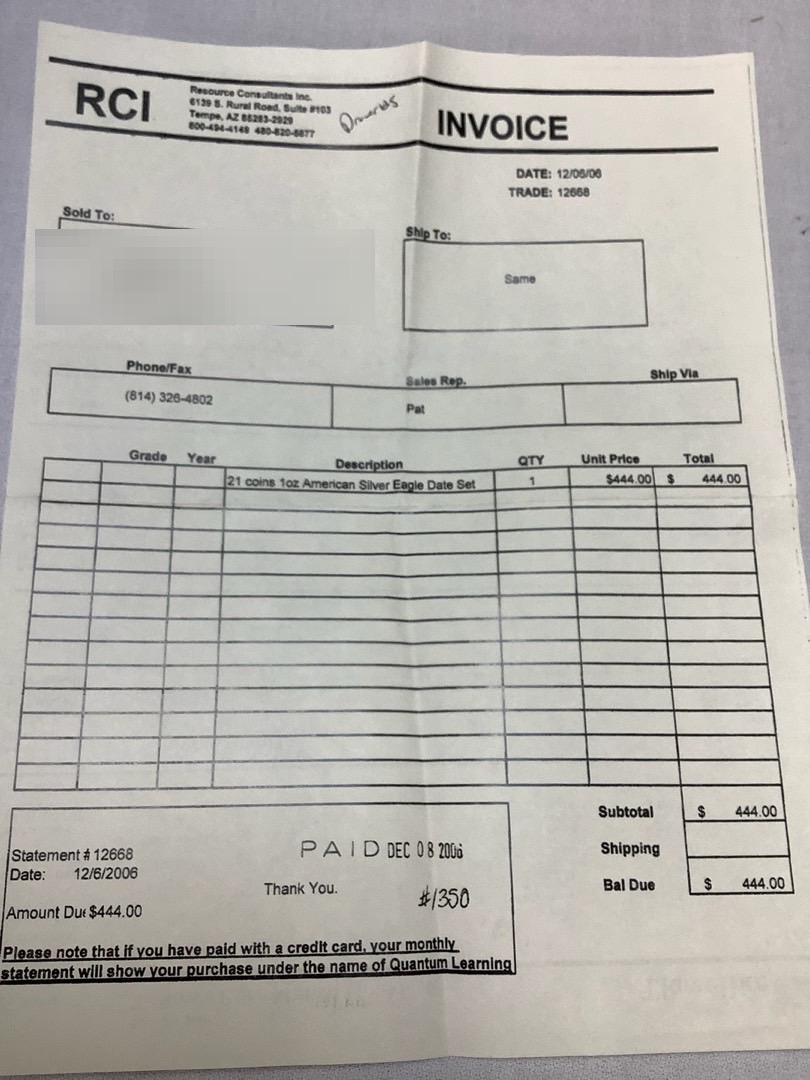 RCI
Resource Consultants Inc.
6139 S. Rural Road, Suite #103
Tempe, AZ 85283-2929
800-494-4149 480-820-5877
INVOICE
DATE: 12/06/06
TRADE: 12668
Sold To:
Ship To:
Same
Phone/Fax
Sales Rep.
Ship Via
(814) 326-4802
Pat
Grade Year Description QTY Unit Price Total
21 coins 1oz American Silver Eagle Date Set 1 $444.00 $ 444.00
Subtotal $ 444.00
Shipping
Bal Due $ 444.00
Statement # 12668
Date: 12/6/2006
PAID DEC 08 2006
Thank You.
#1350
Amount Du $444.00
Please note that if you have paid with a credit card, your monthly
statement will show your purchase under the name of Quantum Learning